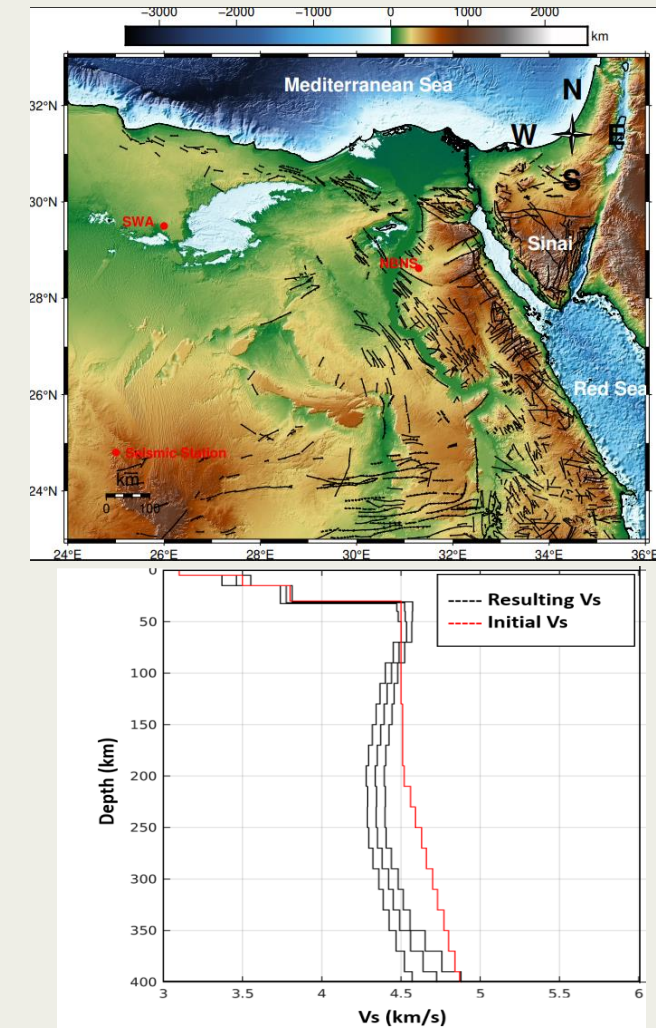 −3000 −2000 −1000 0 1000 2000
km
Mediterranean Sea
N
W E
S
32°N
30°N
28°N
26°N
24°N
SWA
Sinai
Red Sea
Seismic Station
km
0 100
24°E 26°E 28°E 30°E 32°E 34°E 36°E
Resulting Vs
Initial Vs
0
50
100
150
200
250
300
350
400
Depth (km)
3 3.5 4 4.5 5 5.5 6
Vs (km/s)